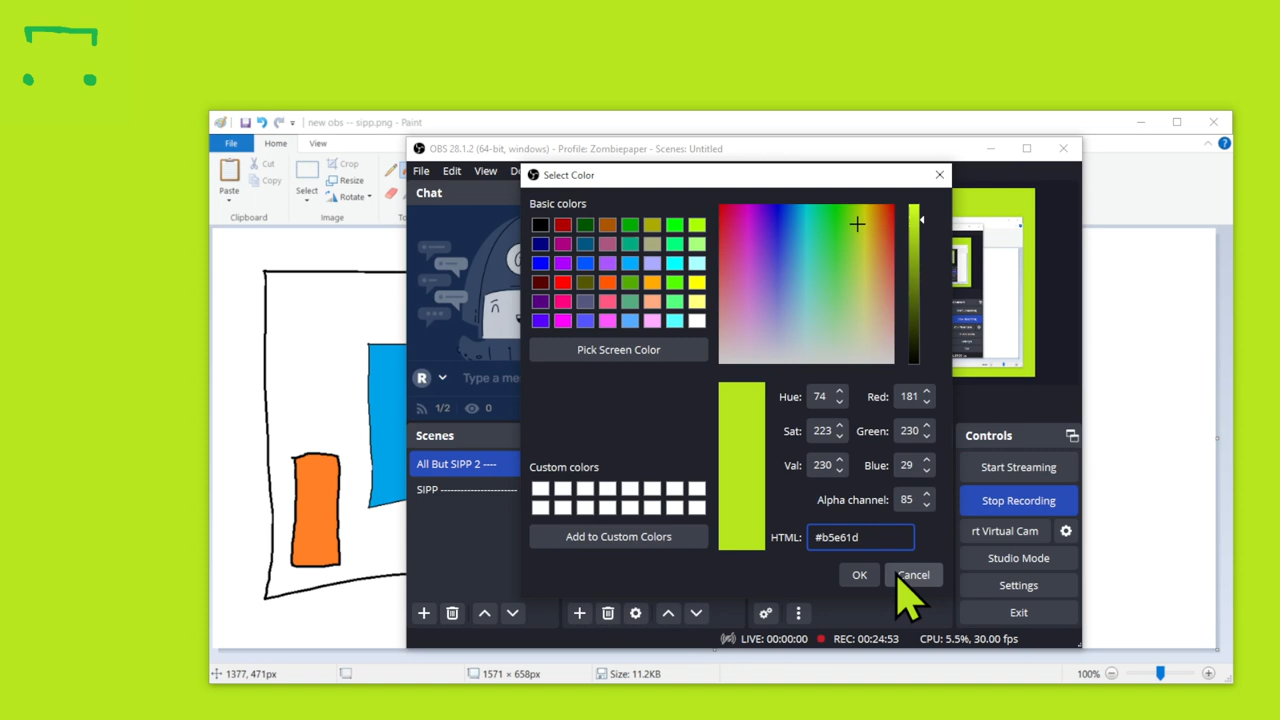 new obs -- sipp.png - Paint
File Home View
Paste
Cut
Copy
Clipboard
Select
Crop
Resize
Rotate
Image
OBS 28.1.2 (64-bit, windows) - Profile: Zombiepaper - Scenes: Untitled
File Edit View
Chat
R Type a me
1/2 0
Scenes
All But SIPP 2 ----
SIPP -----------------------
Select Color
Basic colors
Pick Screen Color
Custom colors
Add to Custom Colors
Hue: 74 Red: 181
Sat: 223 Green: 230
Val: 230 Blue: 29
Alpha channel: 85
HTML: #b5e61d
OK Cancel
Controls
Start Streaming
Stop Recording
rt Virtual Cam
Studio Mode
Settings
Exit
LIVE: 00:00:00 REC: 00:24:53 CPU: 5.5%, 30.00 fps
1377, 471px 1571 × 658px Size: 11.2KB 100%